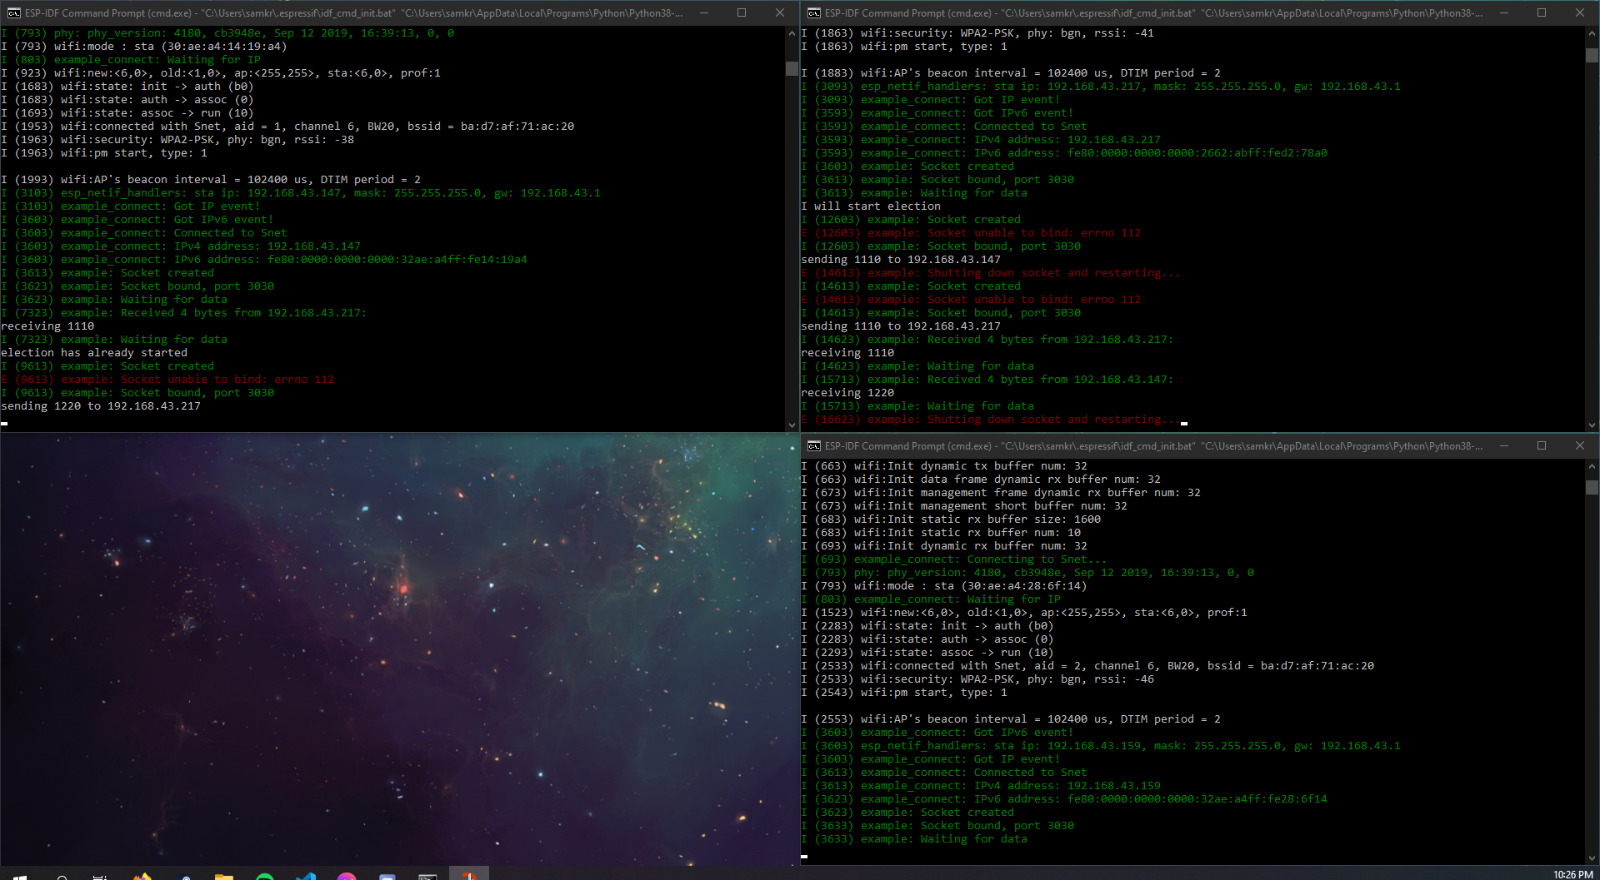 ESP-IDF Command Prompt (cmd.exe) - "C:\Users\samkr\.espressif\idf_cmd_init.bat"  "C:\Users\samkr\AppData\Local\Programs\Python\Python38-...
I (793) phy: phy_version: 4180, cb3948e, Sep 12 2019, 16:39:13, 0, 0
I (793) wifi:mode : sta (30:ae:a4:14:19:a4)
I (803) example_connect: Waiting for IP
I (923) wifi:new:<6,0>, old:<1,0>, ap:<255,255>, sta:<6,0>, prof:1
I (1683) wifi:state: init -> auth (b0)
I (1683) wifi:state: auth -> assoc (0)
I (1693) wifi:state: assoc -> run (10)
I (1953) wifi:connected with Snet, aid = 1, channel 6, BW20, bssid = ba:d7:af:71:ac:20
I (1963) wifi:security: WPA2-PSK, phy: bgn, rssi: -38
I (1963) wifi:pm start, type: 1
I (1993) wifi:AP's beacon interval = 102400 us, DTIM period = 2
I (3103) esp_netif_handlers: sta ip: 192.168.43.147, mask: 255.255.255.0, gw: 192.168.43.1
I (3103) example_connect: Got IP event!
I (3603) example_connect: Got IPv6 event!
I (3603) example_connect: Connected to Snet
I (3603) example_connect: IPv4 address: 192.168.43.147
I (3603) example_connect: IPv6 address: fe80:0000:0000:0000:32ae:a4ff:fe14:19a4
I (3613) example: Socket created
I (3623) example: Socket bound, port 3030
I (3623) example: Waiting for data
I (7323) example: Received 4 bytes from 192.168.43.217:
receiving 1110
I (7323) example: Waiting for data
election has already started
I (9613) example: Socket created
E (9613) example: Socket unable to bind: errno 112
I (9613) example: Socket bound, port 3030
sending 1220 to 192.168.43.217
ESP-IDF Command Prompt (cmd.exe) - "C:\Users\samkr\.espressif\idf_cmd_init.bat"  "C:\Users\samkr\AppData\Local\Programs\Python\Python38-...
I (1863) wifi:security: WPA2-PSK, phy: bgn, rssi: -41
I (1863) wifi:pm start, type: 1
I (1883) wifi:AP's beacon interval = 102400 us, DTIM period = 2
I (3093) esp_netif_handlers: sta ip: 192.168.43.217, mask: 255.255.255.0, gw: 192.168.43.1
I (3093) example_connect: Got IP event!
I (3593) example_connect: Got IPv6 event!
I (3593) example_connect: Connected to Snet
I (3593) example_connect: IPv4 address: 192.168.43.217
I (3593) example_connect: IPv6 address: fe80:0000:0000:0000:2662:abff:fed2:78a0
I (3603) example: Socket created
I (3613) example: Socket bound, port 3030
I (3613) example: Waiting for data
I will start election
I (12603) example: Socket created
E (12603) example: Socket unable to bind: errno 112
I (12603) example: Socket bound, port 3030
sending 1110 to 192.168.43.147
E (14613) example: Shutting down socket and restarting...
I (14613) example: Socket created
E (14613) example: Socket unable to bind: errno 112
I (14613) example: Socket bound, port 3030
sending 1110 to 192.168.43.217
I (14623) example: Received 4 bytes from 192.168.43.217:
receiving 1110
I (14623) example: Waiting for data
I (15713) example: Received 4 bytes from 192.168.43.147:
receiving 1220
I (15713) example: Waiting for data
E (16623) example: Shutting down socket and restarting...
ESP-IDF Command Prompt (cmd.exe) - "C:\Users\samkr\.espressif\idf_cmd_init.bat"  "C:\Users\samkr\AppData\Local\Programs\Python\Python38-...
I (663) wifi:Init dynamic tx buffer num: 32
I (663) wifi:Init data frame dynamic rx buffer num: 32
I (673) wifi:Init management frame dynamic rx buffer num: 32
I (673) wifi:Init management short buffer num: 32
I (683) wifi:Init static rx buffer size: 1600
I (683) wifi:Init static rx buffer num: 10
I (693) wifi:Init dynamic rx buffer num: 32
I (693) example_connect: Connecting to Snet...
I (793) phy: phy_version: 4180, cb3948e, Sep 12 2019, 16:39:13, 0, 0
I (793) wifi:mode : sta (30:ae:a4:28:6f:14)
I (803) example_connect: Waiting for IP
I (1523) wifi:new:<6,0>, old:<1,0>, ap:<255,255>, sta:<6,0>, prof:1
I (2283) wifi:state: init -> auth (b0)
I (2283) wifi:state: auth -> assoc (0)
I (2293) wifi:state: assoc -> run (10)
I (2533) wifi:connected with Snet, aid = 2, channel 6, BW20, bssid = ba:d7:af:71:ac:20
I (2533) wifi:security: WPA2-PSK, phy: bgn, rssi: -46
I (2543) wifi:pm start, type: 1
I (2553) wifi:AP's beacon interval = 102400 us, DTIM period = 2
I (3603) example_connect: Got IPv6 event!
I (3603) esp_netif_handlers: sta ip: 192.168.43.159, mask: 255.255.255.0, gw: 192.168.43.1
I (3603) example_connect: Got IP event!
I (3613) example_connect: Connected to Snet
I (3613) example_connect: IPv4 address: 192.168.43.159
I (3623) example_connect: IPv6 address: fe80:0000:0000:0000:32ae:a4ff:fe28:6f14
I (3623) example: Socket created
I (3633) example: Socket bound, port 3030
I (3633) example: Waiting for data
10:26 PM